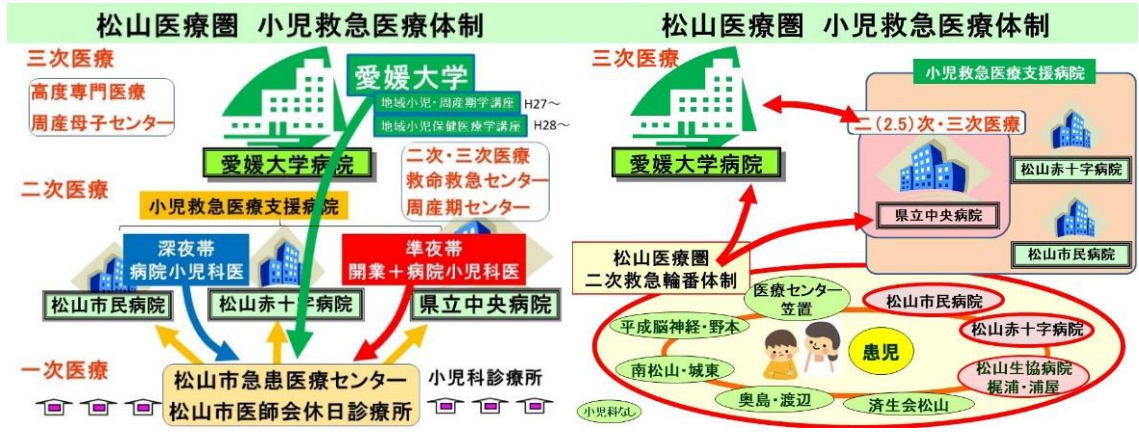 松山医療圏 小児救急医療体制
三次医療
高度専門医療
周産母子センター
愛媛大学
地域小児・周産期学講座 H27~
地域小児保健医療学講座 H28~
愛媛大学病院
二次・三次医療
救命救急センター
周産期センター
二次医療
小児救急医療支援病院
深夜帯
病院小児科医
準夜帯
開業+病院小児科医
松山市民病院
松山赤十字病院
県立中央病院
一次医療
松山市急患医療センター
松山市医師会休日診療所
小児科診療所
松山医療圏 小児救急医療体制
三次医療
愛媛大学病院
小児救急医療支援病院
二(2.5)次・三次医療
松山赤十字病院
県立中央病院
松山市民病院
松山医療圏
二次救急輪番体制
医療センター
笠置
松山市民病院
平成脳神経・野本
松山赤十字病院
患児
南松山・城東
松山生協病院
梶浦・浦屋
奥島・渡辺
済生会松山
小児科なし